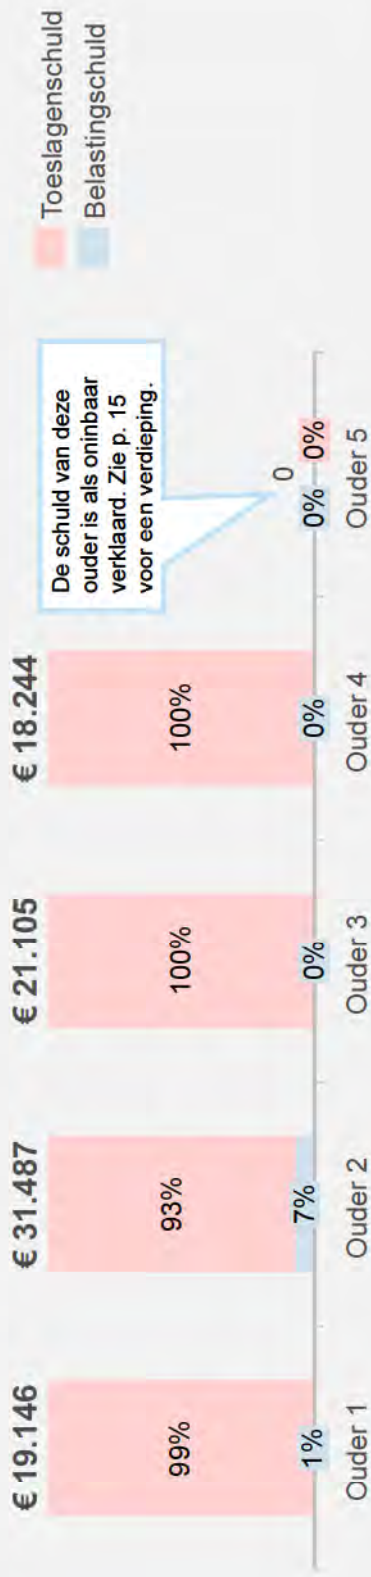 € 19.146
€ 31.487
€ 21.105
€ 18.244
Toeslagenschuld
Belastingschuld
De schuld van deze
ouder is als oninbaar
verklaard. Zie p. 15
voor een verdieping.
99%
93%
100%
100%
0
1%
7%
0%
0%
0%
0%
Ouder 1
Ouder 2
Ouder 3
Ouder 4
Ouder 5